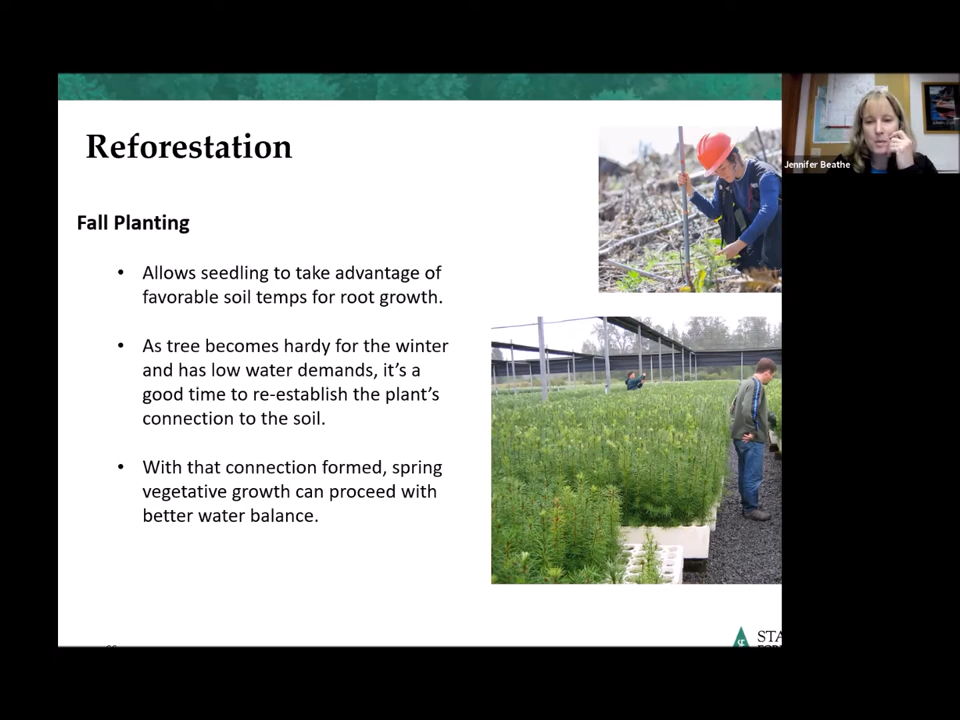 Reforestation
Jennifer Beathe
Fall Planting
• Allows seedling to take advantage of
favorable soil temps for root growth.
• As tree becomes hardy for the winter
and has low water demands, it’s a
good time to re-establish the plant’s
connection to the soil.
• With that connection formed, spring
vegetative growth can proceed with
better water balance.
STA